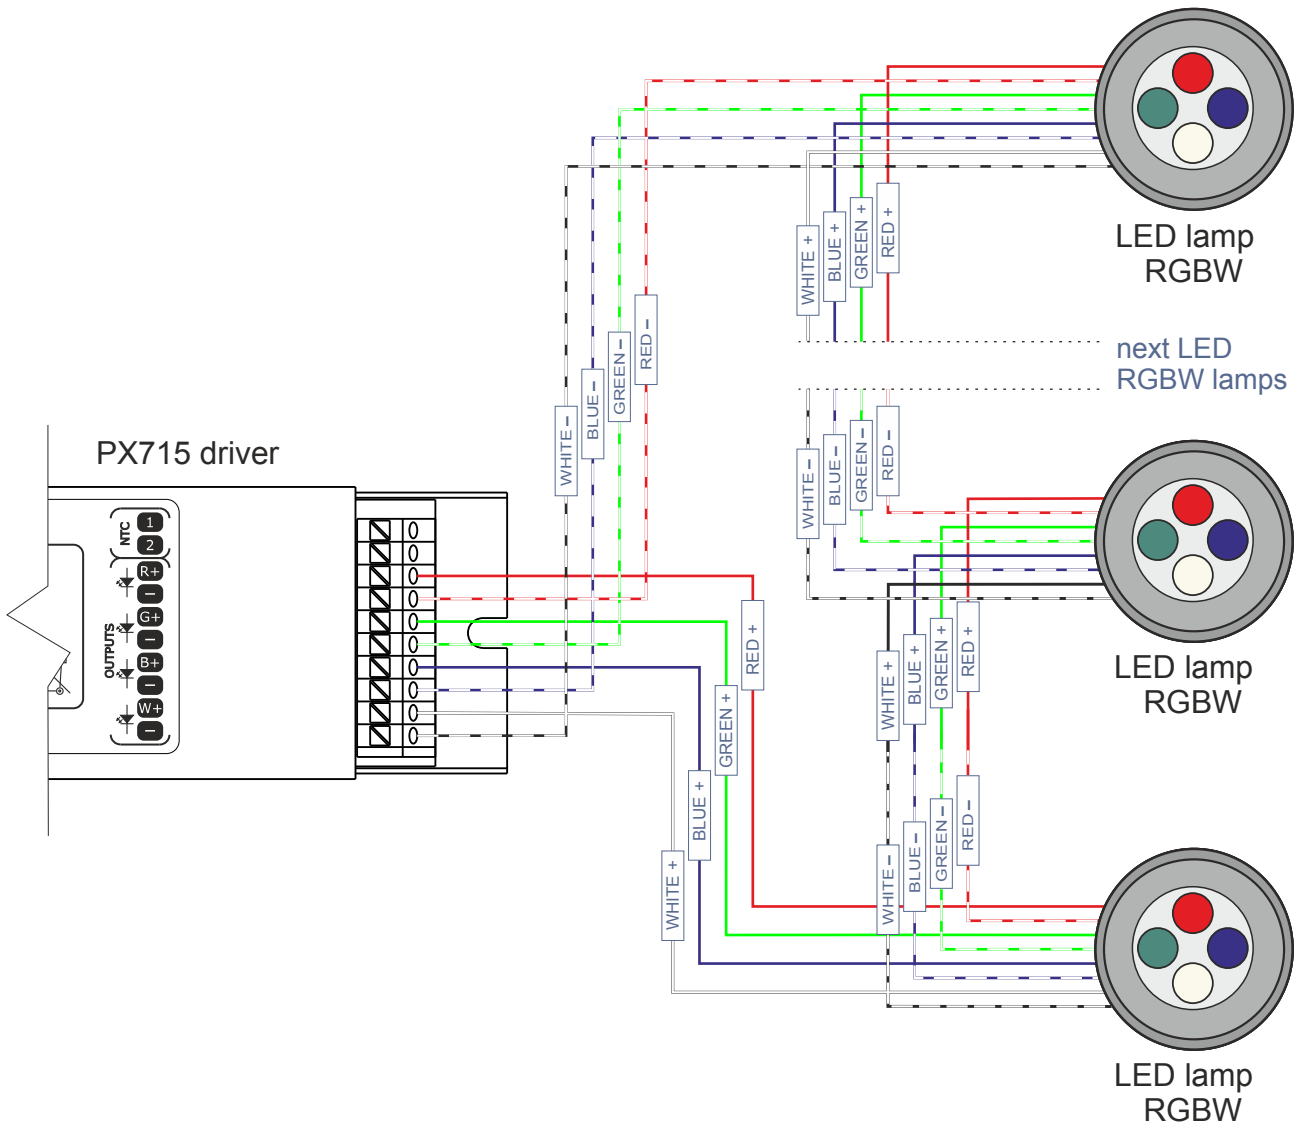 LED lamp
RGBW
WHITE +
BLUE +
GREEN +
RED +
next LED
RGBW lamps
WHITE –
BLUE –
GREEN –
RED –
WHITE –
BLUE –
GREEN –
RED –
PX715 driver
NTC
1
2
OUTPUTS
R+
–
G+
–
B+
–
W+
–
LED lamp
RGBW
RED +
GREEN +
BLUE +
WHITE +
WHITE +
BLUE +
GREEN +
RED +
WHITE –
BLUE –
GREEN –
RED –
LED lamp
RGBW